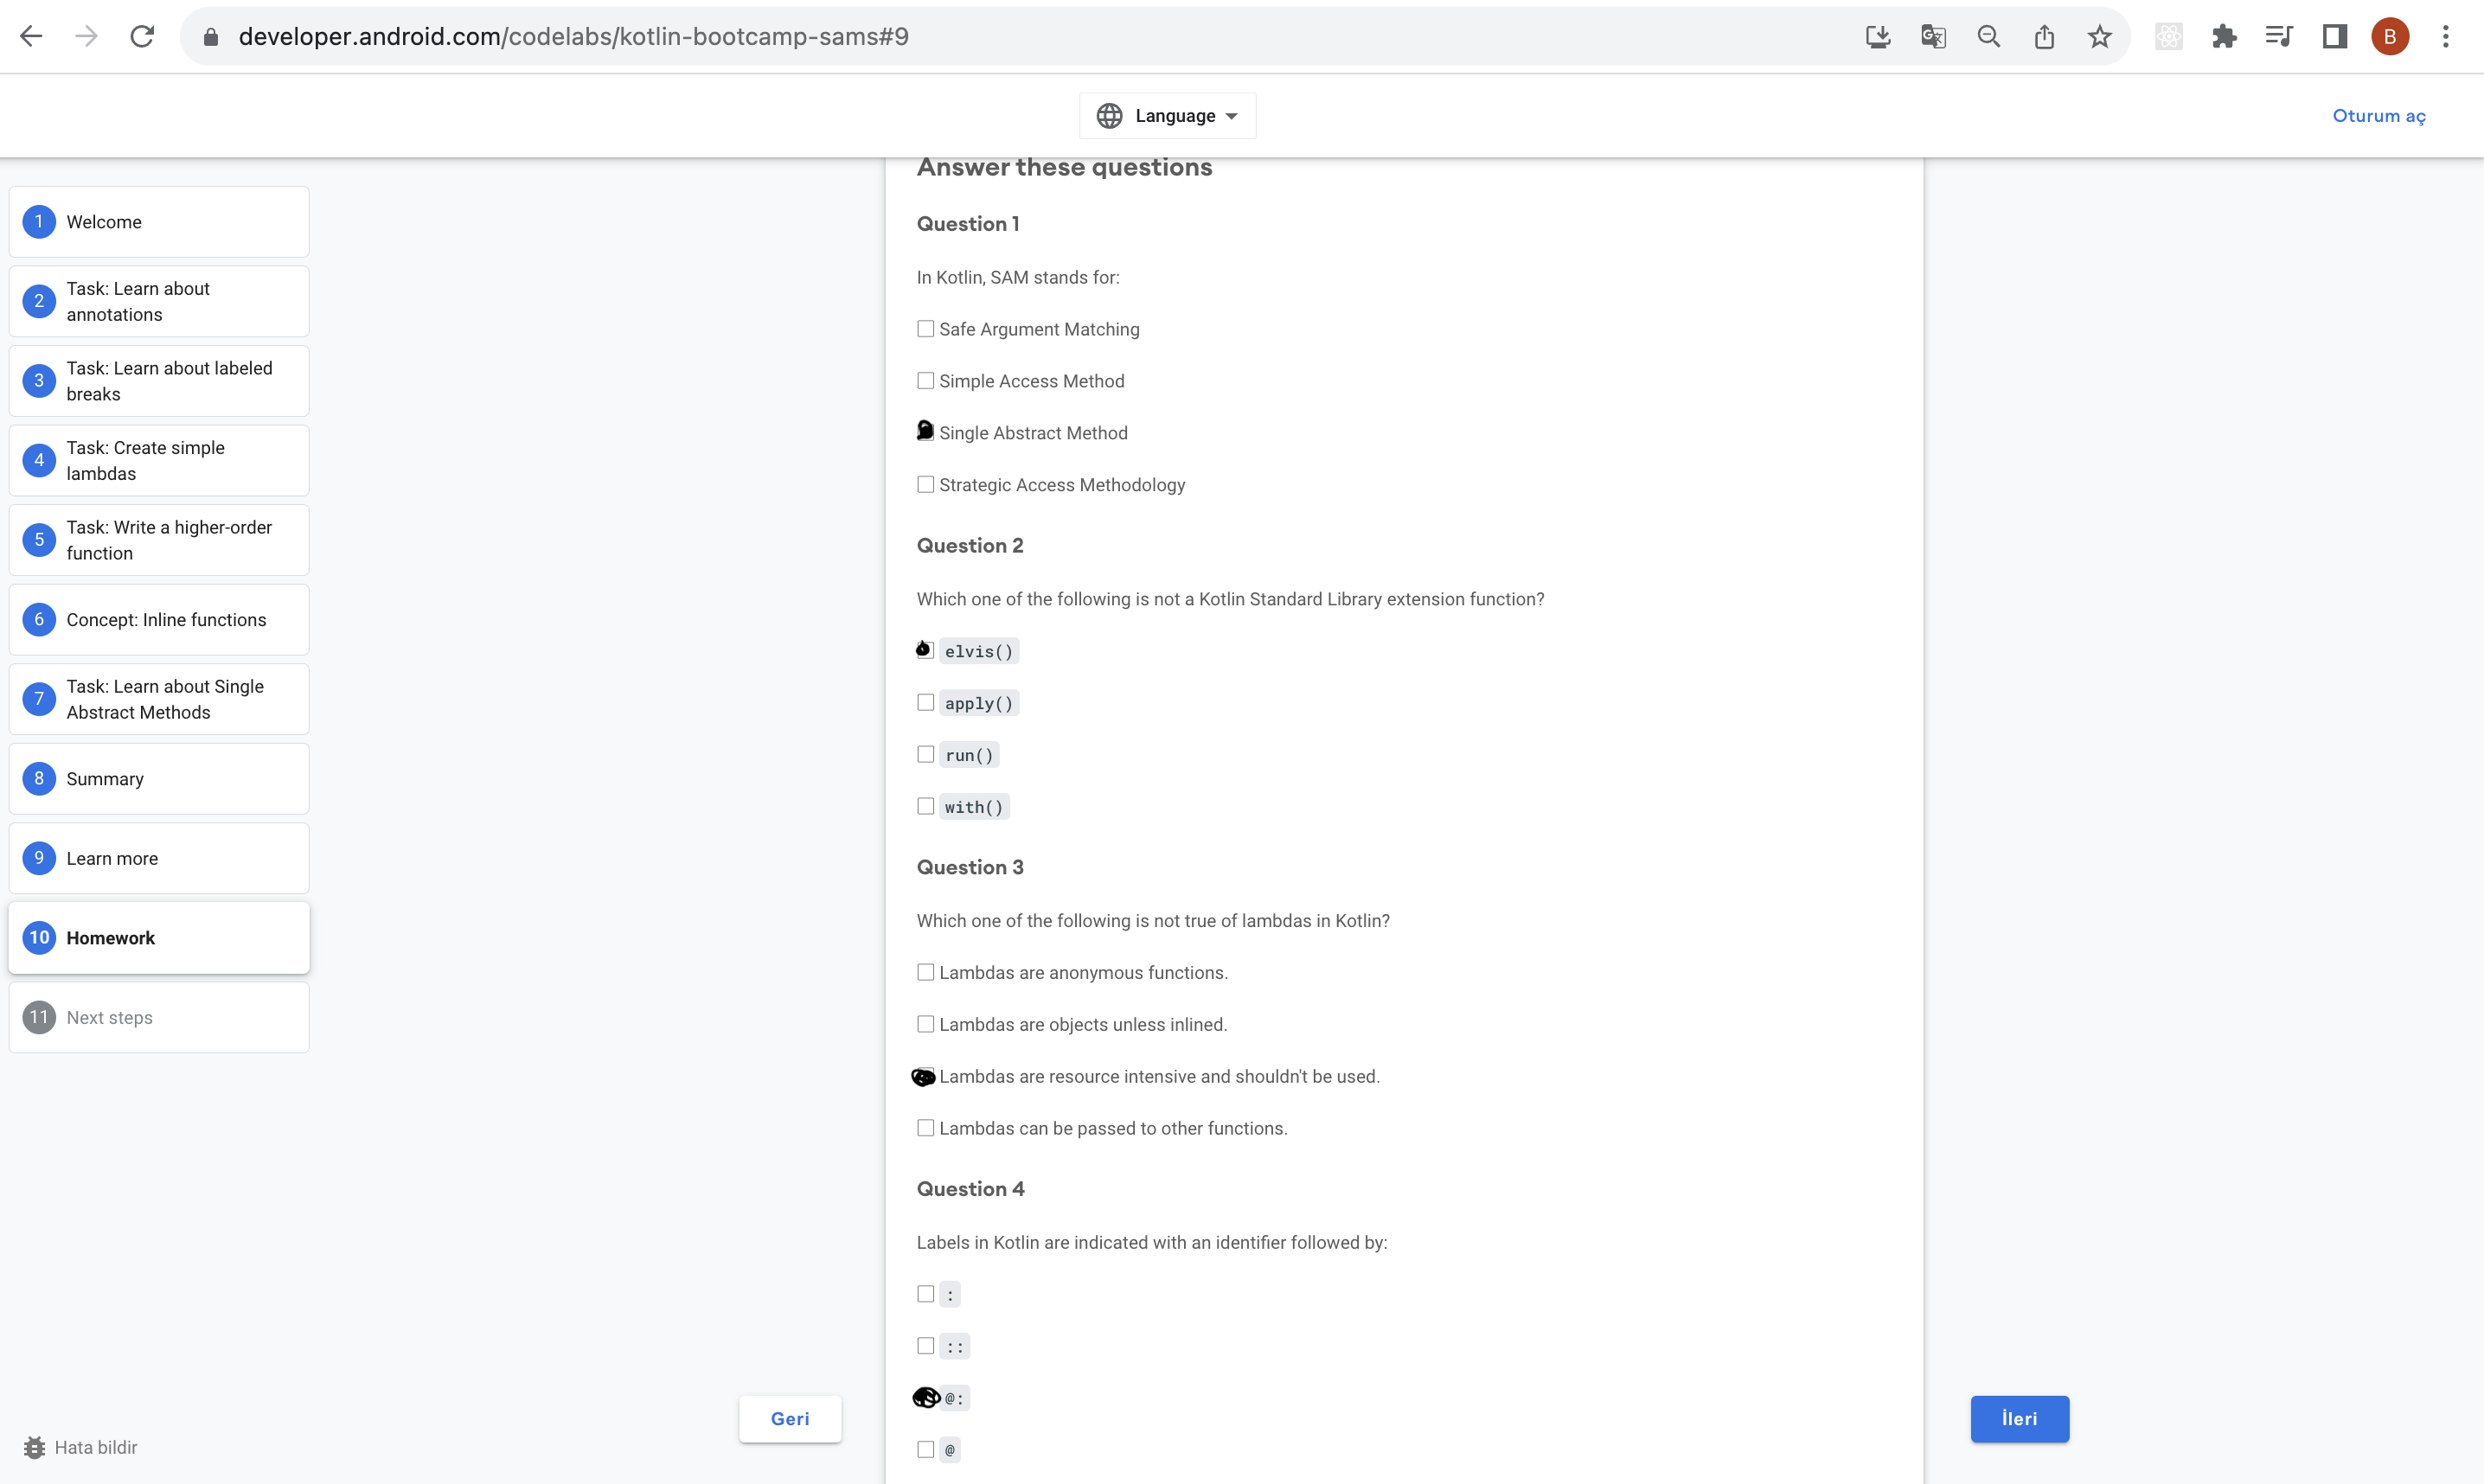 developer.android.com/codelabs/kotlin-bootcamp-sams#9
B
Language
Oturum aç
1 Welcome
2 Task: Learn about
annotations
3 Task: Learn about labeled
breaks
4 Task: Create simple
lambdas
5 Task: Write a higher-order
function
6 Concept: Inline functions
7 Task: Learn about Single
Abstract Methods
8 Summary
9 Learn more
10 Homework
11 Next steps
Hata bildir
Answer these questions
Question 1
In Kotlin, SAM stands for:
Safe Argument Matching
Simple Access Method
Single Abstract Method
Strategic Access Methodology
Question 2
Which one of the following is not a Kotlin Standard Library extension function?
elvis()
apply()
run()
with()
Question 3
Which one of the following is not true of lambdas in Kotlin?
Lambdas are anonymous functions.
Lambdas are objects unless inlined.
Lambdas are resource intensive and shouldn't be used.
Lambdas can be passed to other functions.
Question 4
Labels in Kotlin are indicated with an identifier followed by:
:
::
@:
@
Geri
İleri